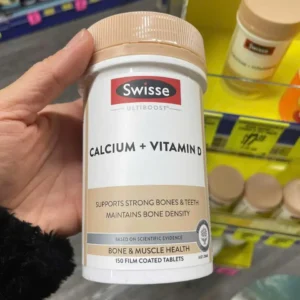 Swisse
ULTIBOOST
CALCIUM + VITAMIN D
SUPPORTS STRONG BONES & TEETH
MAINTAINS BONE DENSITY
BASED ON SCIENTIFIC EVIDENCE
BONE & MUSCLE HEALTH
150 FILM COATED TABLETS